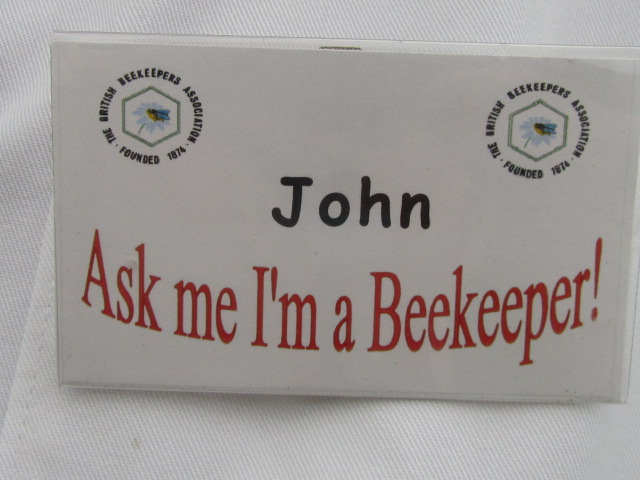 THE BRITISH BEEKEEPERS ASSOCIATION · FOUNDED 1874 ·
THE BRITISH BEEKEEPERS ASSOCIATION · FOUNDED 1874 ·
John
Ask me I'm a Beekeeper!